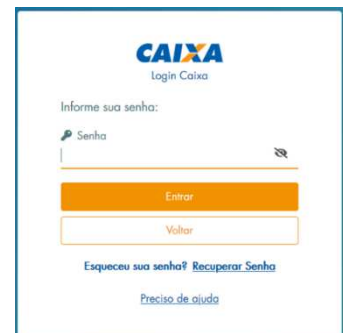 CAIXA
Login Caixa
Informe sua senha:
Senha
Entrar
Voltar
Esqueceu sua senha? Recuperar Senha
Preciso de ajuda